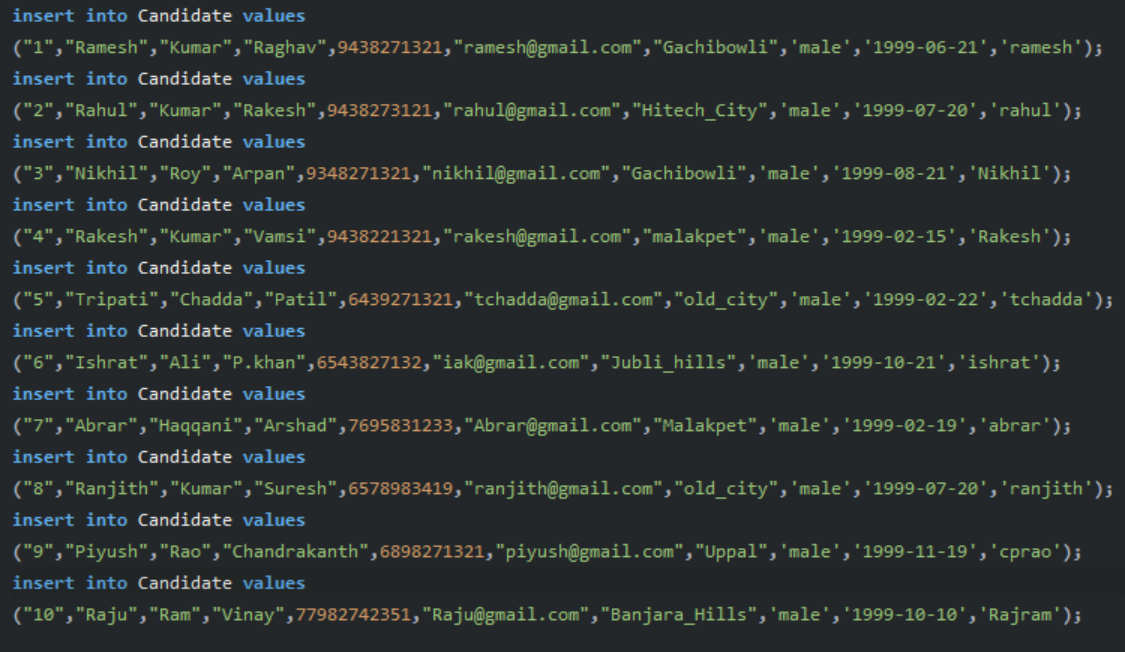 insert into Candidate values
("1","Ramesh","Kumar","Raghav",9438271321,"ramesh@gmail.com","Gachibowli",'male','1999-06-21','ramesh');
insert into Candidate values
("2","Rahul","Kumar","Rakesh",9438273121,"rahul@gmail.com","Hitech_City",'male','1999-07-20','rahul');
insert into Candidate values
("3","Nikhil","Roy","Arpan",9348271321,"nikhil@gmail.com","Gachibowli",'male','1999-08-21','Nikhil');
insert into Candidate values
("4","Rakesh","Kumar","Vamsi",9438221321,"rakesh@gmail.com","malakpet",'male','1999-02-15','Rakesh');
insert into Candidate values
("5","Tripati","Chadda","Patil",6439271321,"tchadda@gmail.com","old_city",'male','1999-02-22','tchadda');
insert into Candidate values
("6","Ishrat","Ali","P.khan",6543827132,"iak@gmail.com","Jubli_hills",'male','1999-10-21','ishrat');
insert into Candidate values
("7","Abrar","Haqqani","Arshad",7695831233,"Abrar@gmail.com","Malakpet",'male','1999-02-19','abrar');
insert into Candidate values
("8","Ranjith","Kumar","Suresh",6578983419,"ranjith@gmail.com","old_city",'male','1999-07-20','ranjith');
insert into Candidate values
("9","Piyush","Rao","Chandrakanth",6898271321,"piyush@gmail.com","Uppal",'male','1999-11-19','cprao');
insert into Candidate values
("10","Raju","Ram","Vinay",77982742351,"Raju@gmail.com","Banjara_Hills",'male','1999-10-10','Rajram');